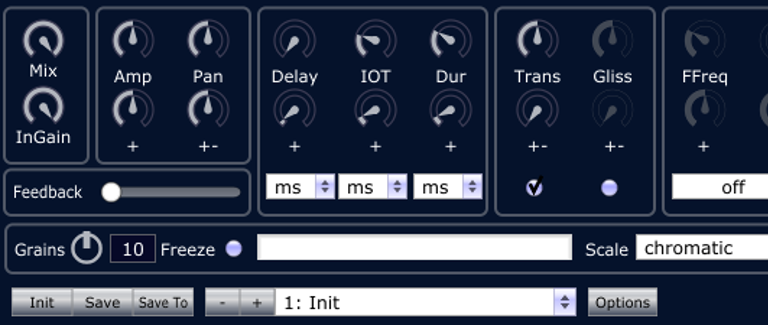 Mix
Amp Pan
Delay IOT Dur
Trans Gliss
FFreq
InGain
+ +-
+ + +
+- +-
+
Feedback
ms ms ms
off
Grains 10 Freeze
Scale chromatic
Init Save Save To - + 1: Init Options